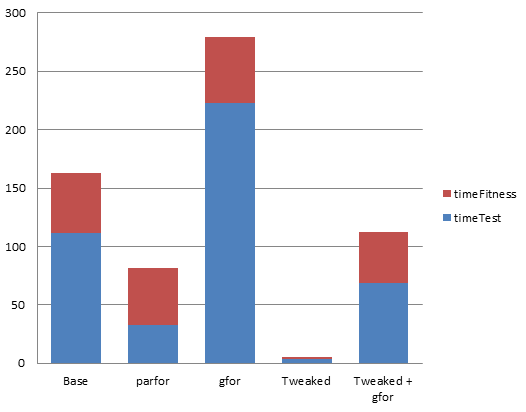 300
250
200
150
100
50
0
Base
parfor
gfor
Tweaked
Tweaked +
gfor
timeFitness
timeTest